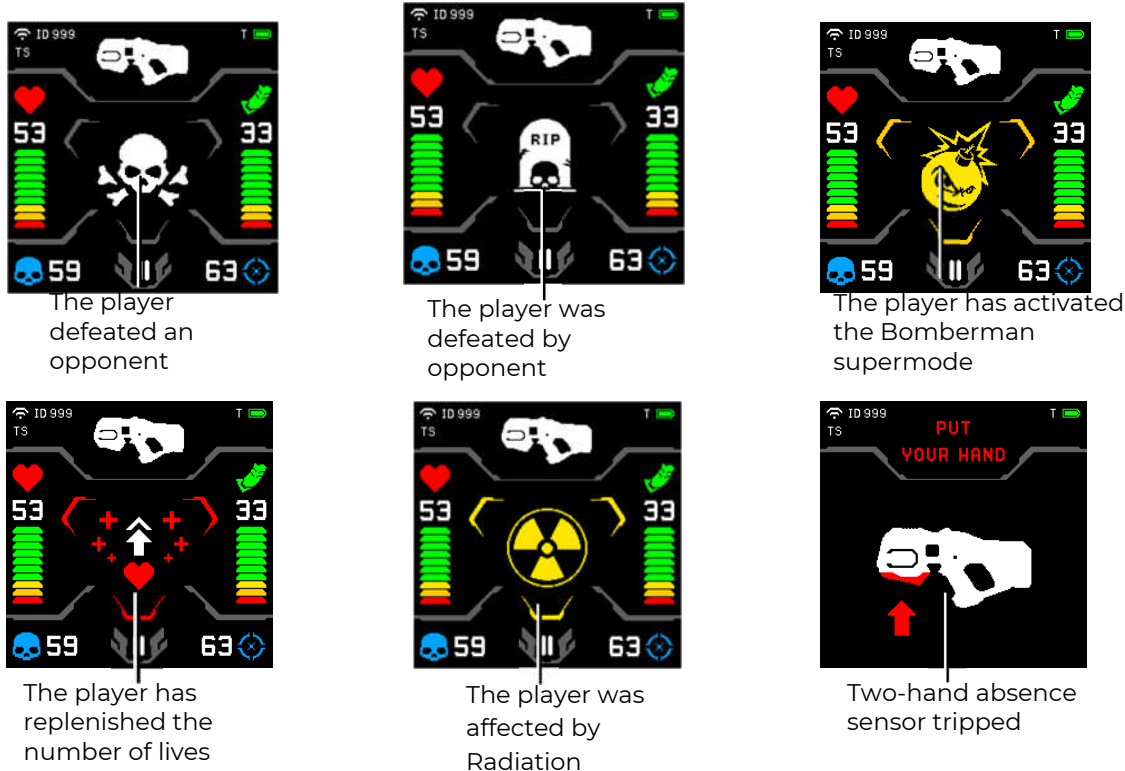 ID 999 T
TS
53 33
59 63
The player
defeated an
opponent
ID 999 T
TS
53 33
RIP
59 63
The player was
defeated by
opponent
ID 999 T
TS
53 33
59 63
The player has activated
the Bomberman
supermode
ID 999 T
TS
53 33
59 63
The player has
replenished the
number of lives
ID 999 T
TS
53 33
59 63
The player was
affected by
Radiation
ID 999 T
TS
PUT
YOUR HAND
Two-hand absence
sensor tripped